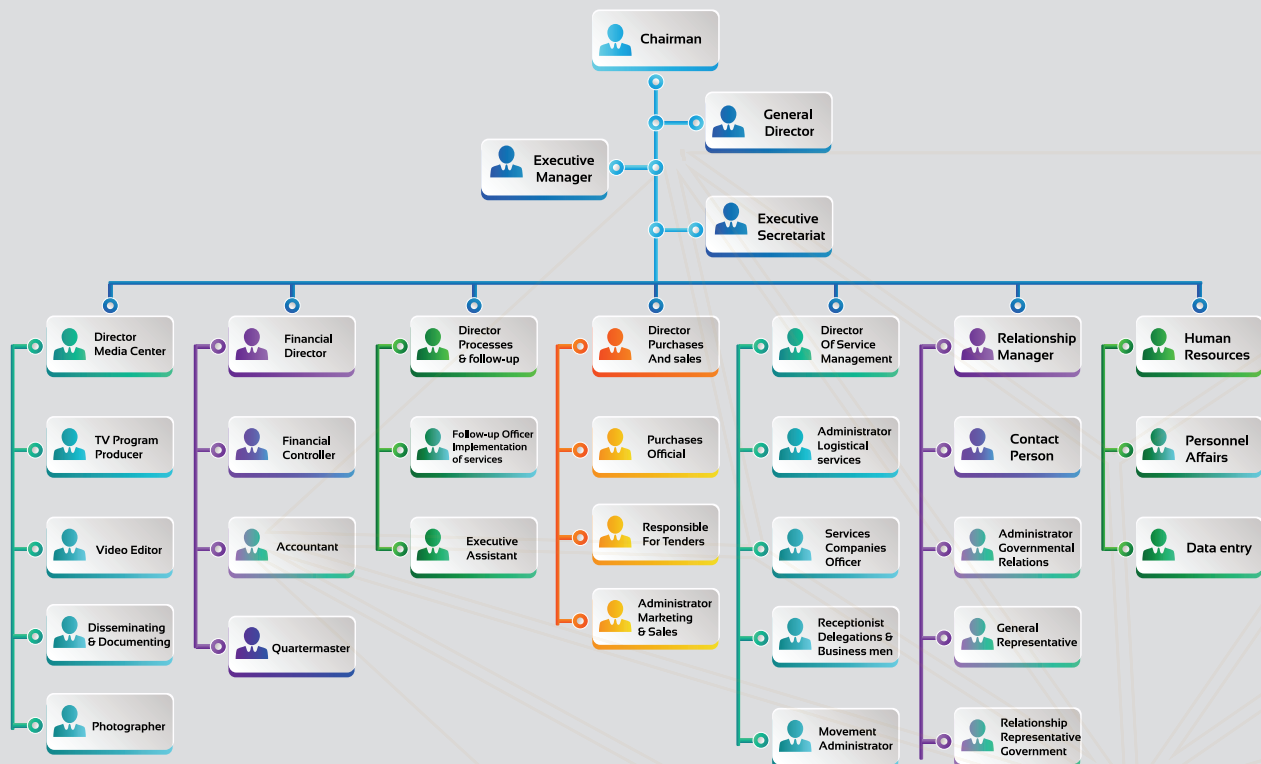 Chairman
General
Director
Executive
Manager
Executive
Secretariat
Director
Media Center
TV Program
Producer
Video Editor
Disseminating
& Documenting
Photographer
Financial
Director
Financial
Controller
Accountant
Quartermaster
Director
Processes
& follow-up
Follow-up Officer
Implementation
of services
Executive
Assistant
Director
Purchases
And sales
Purchases
Official
Responsible
For Tenders
Administrator
Marketing
& Sales
Director
Of Service
Management
Administrator
Logistical
services
Services
Companies
Officer
Receptionist
Delegations &
Business men
Movement
Administrator
Relationship
Manager
Contact
Person
Administrator
Governmental
Relations
General
Representative
Relationship
Representative
Government
Human
Resources
Personnel
Affairs
Data entry